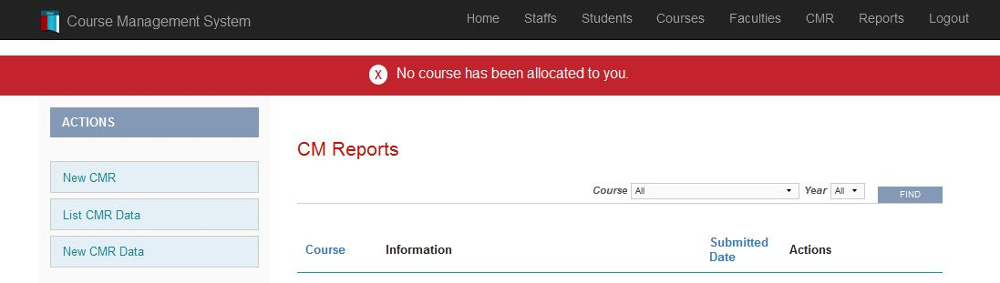 Course Management System
Home Staffs Students Courses Faculties CMR Reports Logout
X No course has been allocated to you.
ACTIONS
New CMR
List CMR Data
New CMR Data
CM Reports
Course All Year All FIND
Course Information Submitted Date Actions